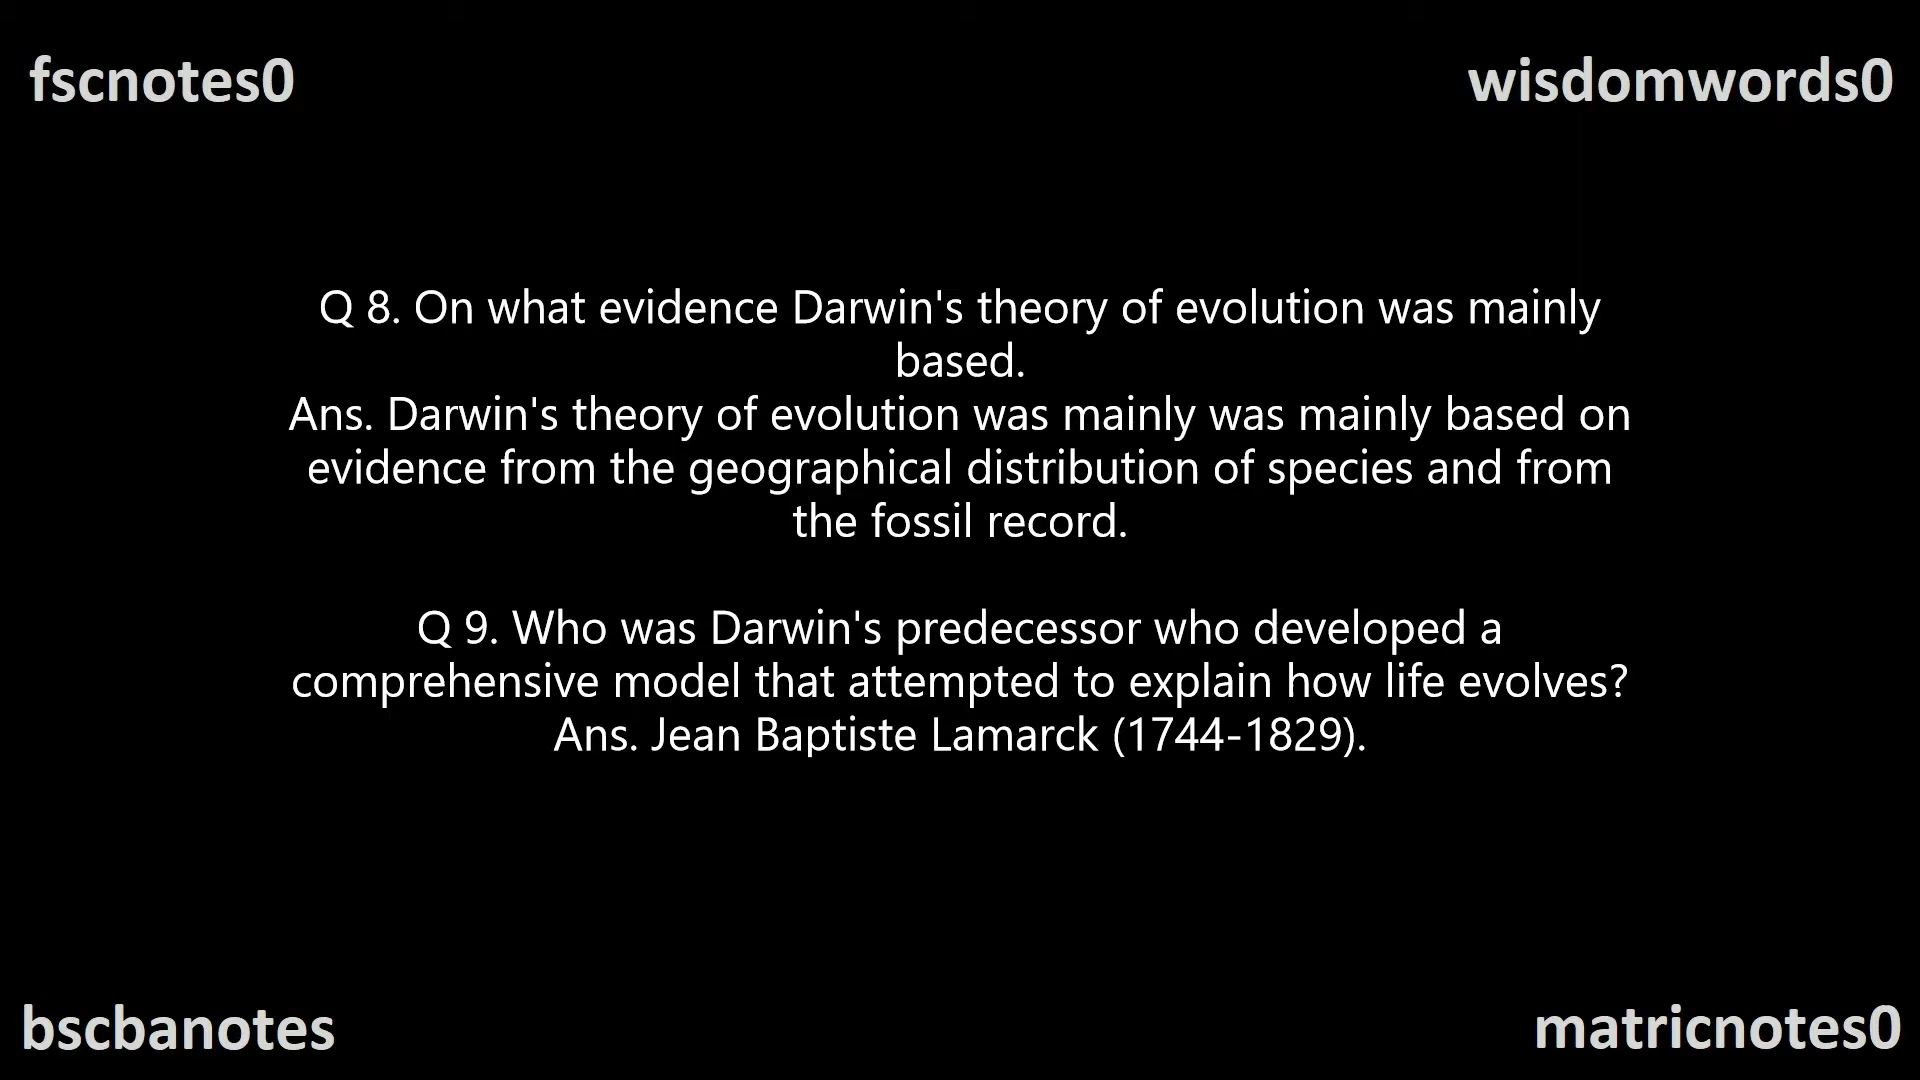 fscnotes0
wisdomwords0
Q 8. On what evidence Darwin's theory of evolution was mainly
based.
Ans. Darwin's theory of evolution was mainly was mainly based on
evidence from the geographical distribution of species and from
the fossil record.
Q 9. Who was Darwin's predecessor who developed a
comprehensive model that attempted to explain how life evolves?
Ans. Jean Baptiste Lamarck (1744-1829).
bscbanotes
matricnotes0